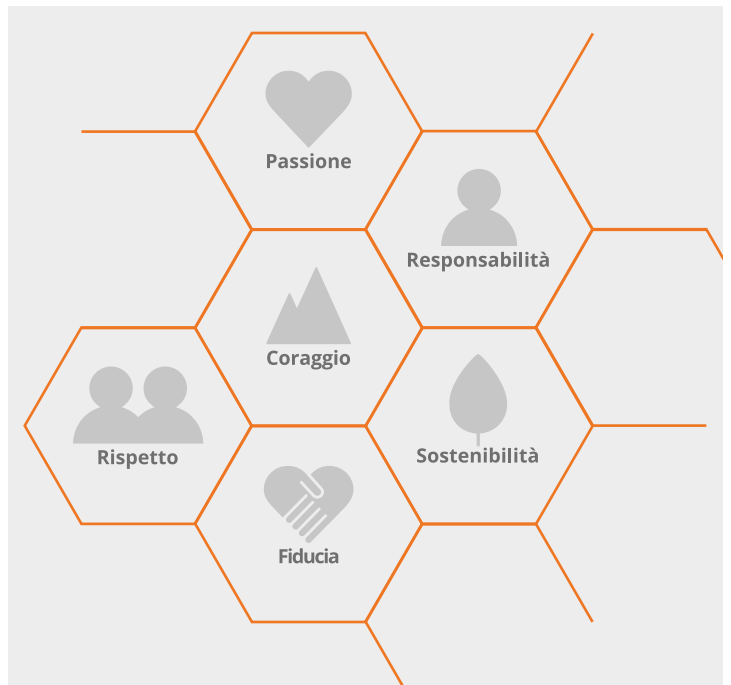 Passione
Responsabilità
Coraggio
Rispetto
Sostenibilità
Fiducia